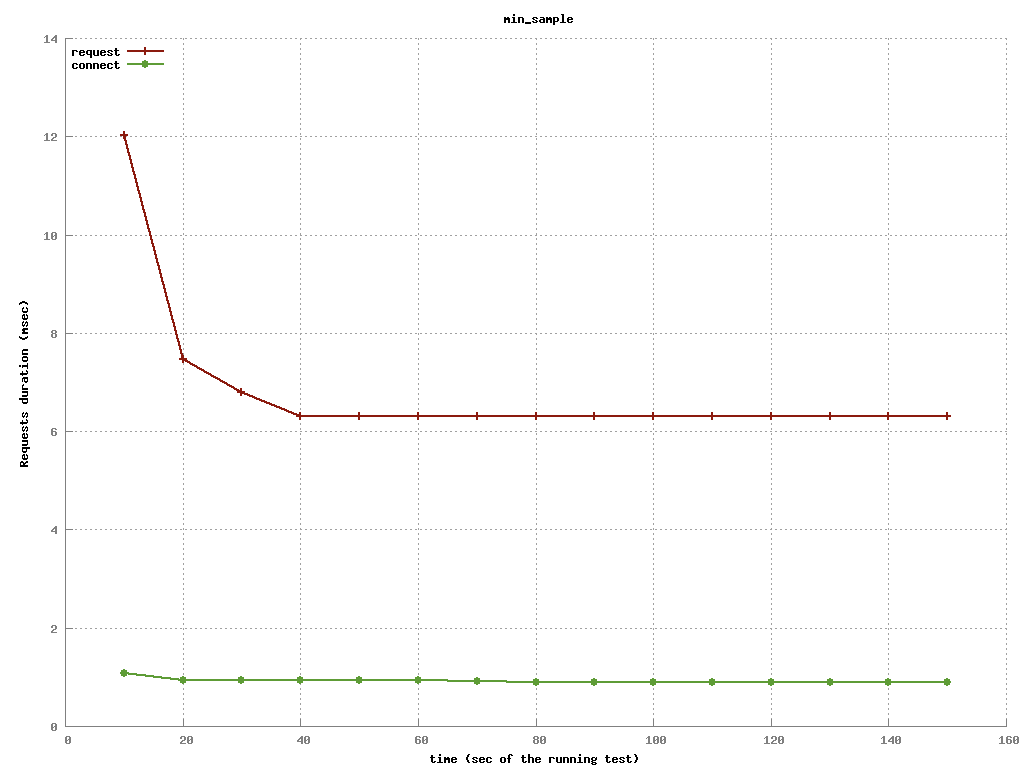 min_sample
request
connect
14
12
10
8
6
4
2
0
Requests duration (msec)
0 20 40 60 80 100 120 140 160
time (sec of the running test)